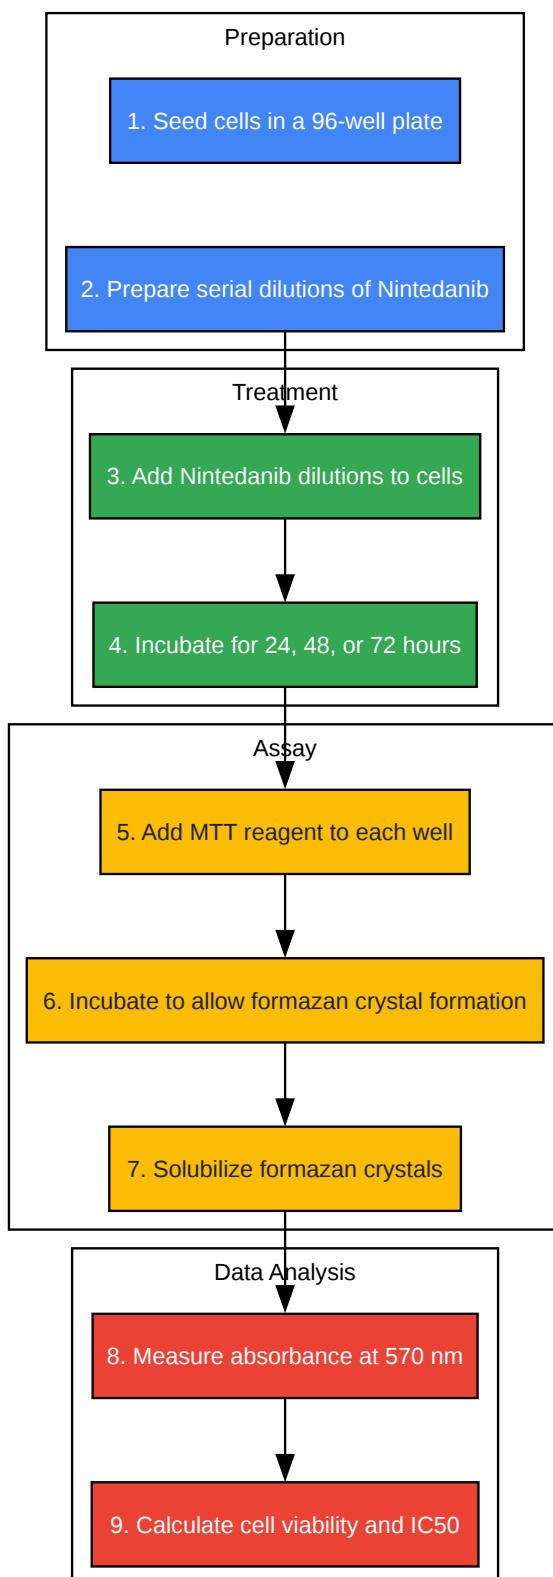 Preparation
1. Seed cells in a 96-well plate
2. Prepare serial dilutions of Nintedanib
Treatment
3. Add Nintedanib dilutions to cells
4. Incubate for 24, 48, or 72 hours
Assay
5. Add MTT reagent to each well
6. Incubate to allow formazan crystal formation
7. Solubilize formazan crystals
Data Analysis
8. Measure absorbance at 570 nm
9. Calculate cell viability and IC50